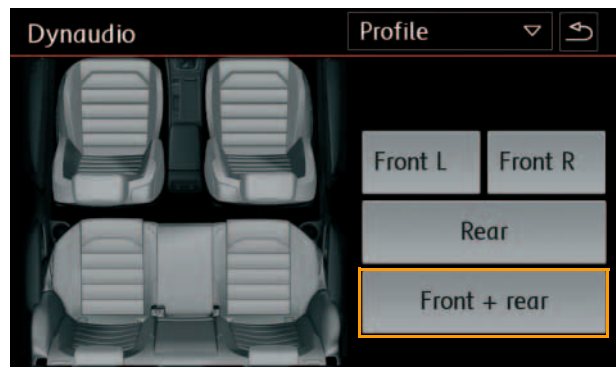 Dynaudio Profile
Front L Front R
Rear
Front + rear